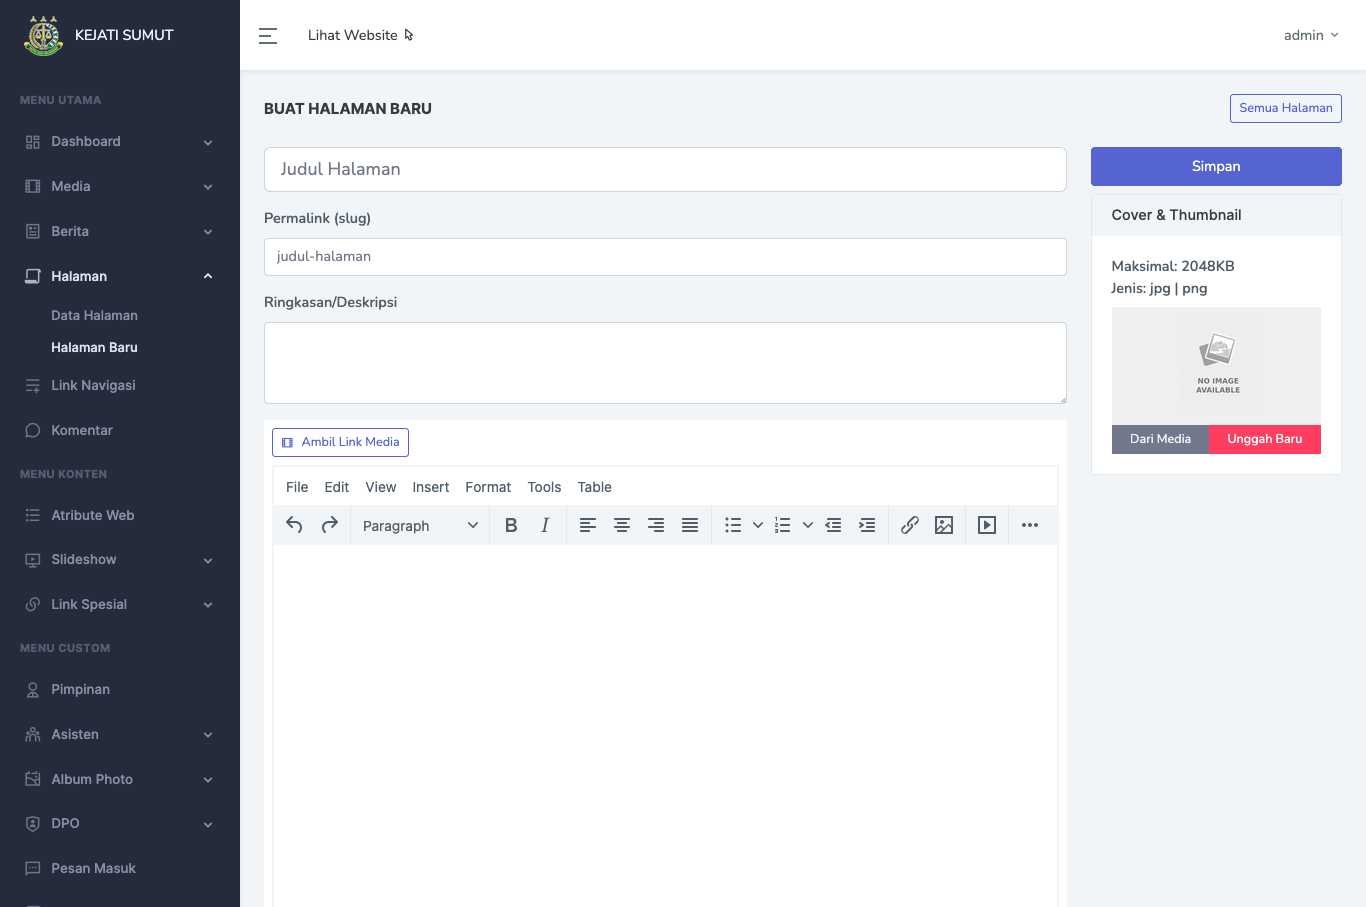 KEJATI SUMUT
Lihat Website
admin
MENU UTAMA
Dashboard
Media
Berita
Halaman
Data Halaman
Halaman Baru
Link Navigasi
Komentar
MENU KONTEN
Atribute Web
Slideshow
Link Spesial
MENU CUSTOM
Pimpinan
Asisten
Album Photo
DPO
Pesan Masuk
BUAT HALAMAN BARU
Semua Halaman
Judul Halaman
Permalink (slug)
judul-halaman
Ringkasan/Deskripsi
Ambil Link Media
File Edit View Insert Format Tools Table
Paragraph B I
Simpan
Cover & Thumbnail
Maksimal: 2048KB
Jenis: jpg | png
NO IMAGE
AVAILABLE
Dari Media Unggah Baru